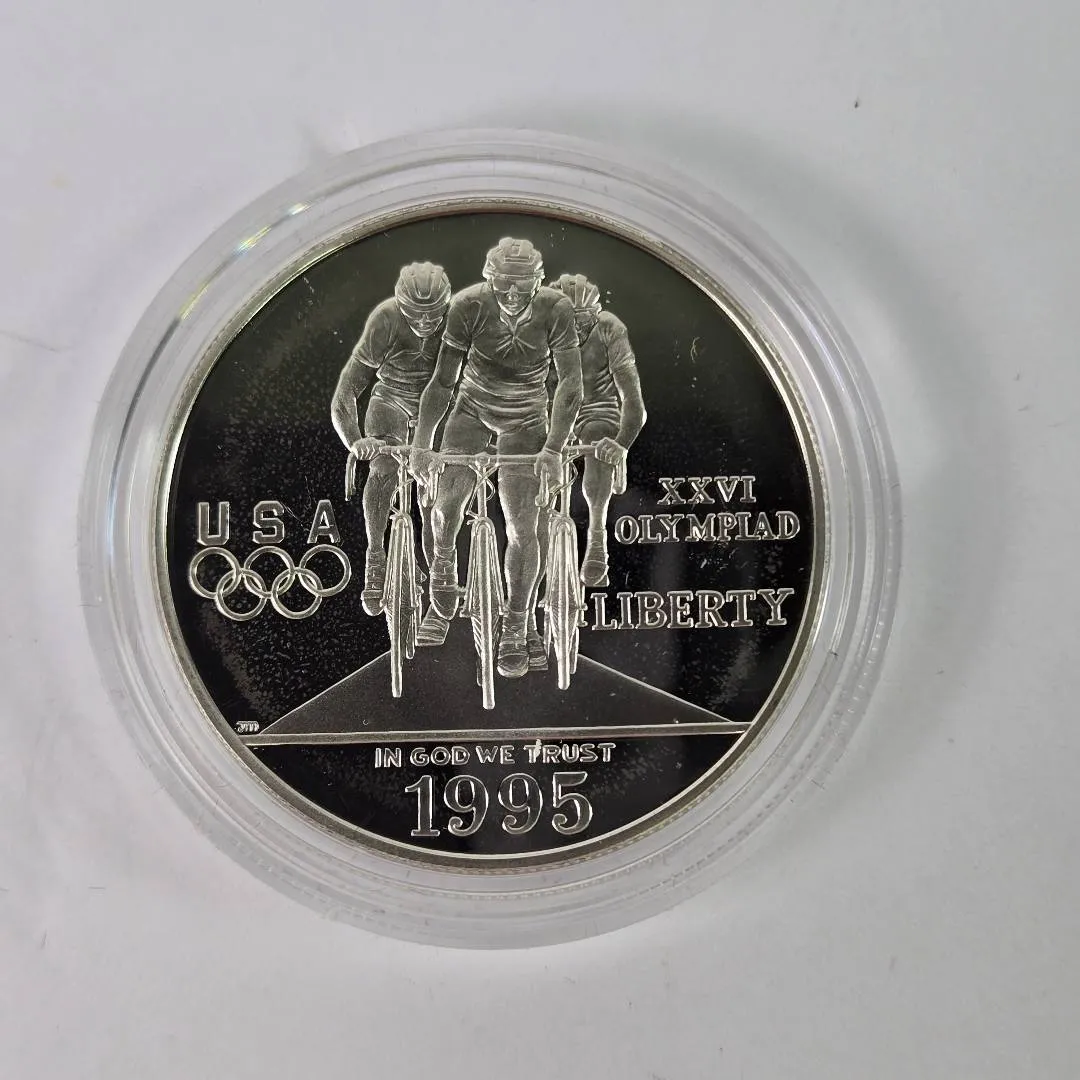 USA
XXVI
OLYMPIAD
LIBERTY
IN GOD WE TRUST
1995